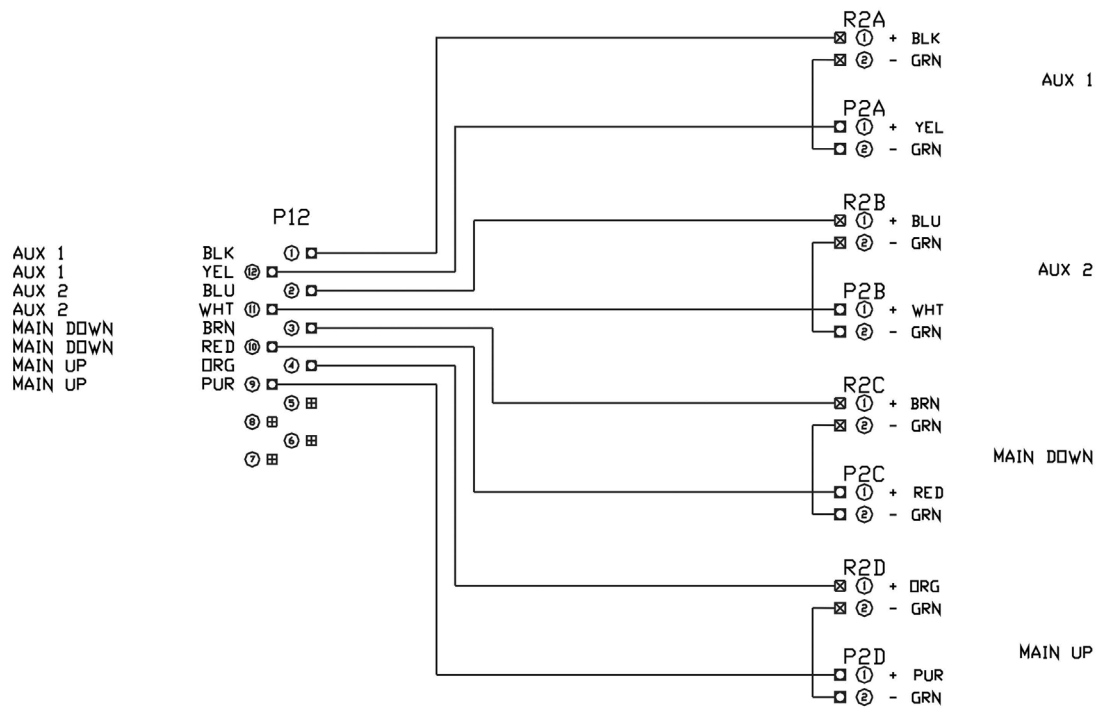 R2A
① + BLK
② - GRN
AUX 1
P2A
① + YEL
② - GRN
R2B
① + BLU
② - GRN
AUX 2
P2B
① + WHT
② - GRN
R2C
① + BRN
② - GRN
MAIN DOWN
P2C
① + RED
② - GRN
R2D
① + ORG
② - GRN
MAIN UP
P2D
① + PUR
② - GRN
P12
AUX 1 BLK ①
AUX 1 YEL ⑫
AUX 2 BLU ②
AUX 2 WHT ⑪
MAIN DOWN BRN ③
MAIN DOWN RED ⑩
MAIN UP ORG ④
MAIN UP PUR ⑨
⑤
⑧
⑥
⑦